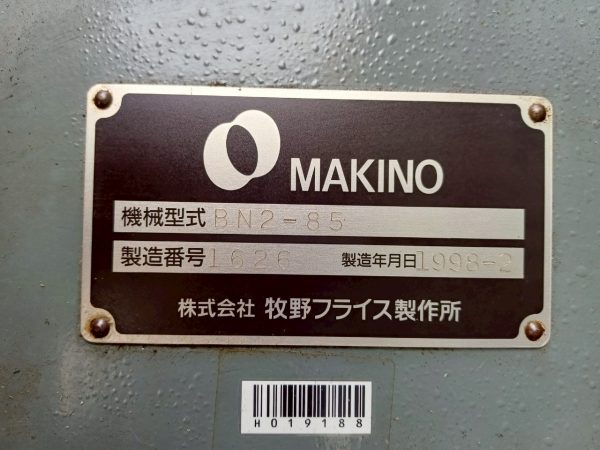 MAKINO
機械型式 BN2-85
製造番号 1626 製造年月日 1998-2
株式会社 牧野フライス製作所
H019188